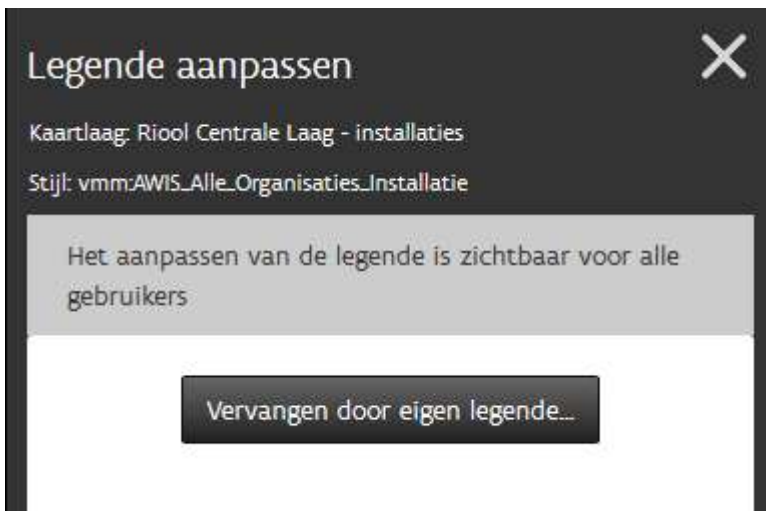 Legende aanpassen
Kaartlaag: Riool Centrale Laag - installaties
Stijl: vmm:AWIS_Alle_Organisaties_Installatie
Het aanpassen van de legende is zichtbaar voor alle
gebruikers
Vervangen door eigen legende...